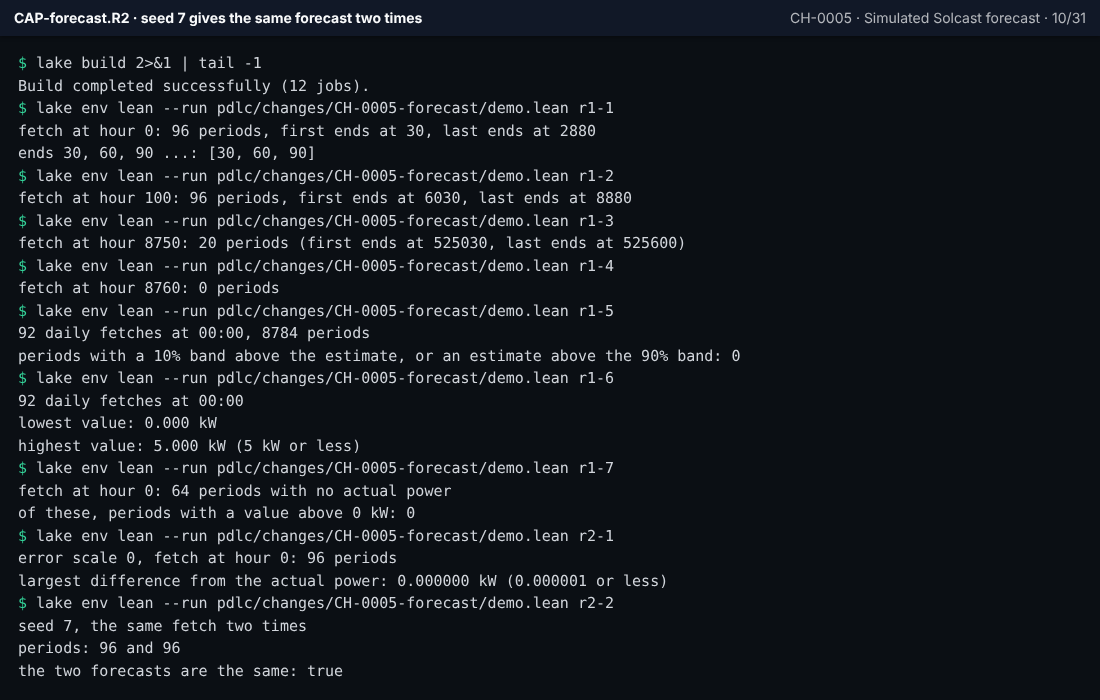 CAP-forecast.R2 · seed 7 gives the same forecast two times
CH-0005 · Simulated Solcast forecast · 10/31
$ lake build 2>&1 | tail -1
Build completed successfully (12 jobs).
$ lake env lean --run pdlc/changes/CH-0005-forecast/demo.lean r1-1
fetch at hour 0: 96 periods, first ends at 30, last ends at 2880
ends 30, 60, 90 ...: [30, 60, 90]
$ lake env lean --run pdlc/changes/CH-0005-forecast/demo.lean r1-2
fetch at hour 100: 96 periods, first ends at 6030, last ends at 8880
$ lake env lean --run pdlc/changes/CH-0005-forecast/demo.lean r1-3
fetch at hour 8750: 20 periods (first ends at 525030, last ends at 525600)
$ lake env lean --run pdlc/changes/CH-0005-forecast/demo.lean r1-4
fetch at hour 8760: 0 periods
$ lake env lean --run pdlc/changes/CH-0005-forecast/demo.lean r1-5
92 daily fetches at 00:00, 8784 periods
periods with a 10% band above the estimate, or an estimate above the 90% band: 0
$ lake env lean --run pdlc/changes/CH-0005-forecast/demo.lean r1-6
92 daily fetches at 00:00
lowest value: 0.000 kW
highest value: 5.000 kW (5 kW or less)
$ lake env lean --run pdlc/changes/CH-0005-forecast/demo.lean r1-7
fetch at hour 0: 64 periods with no actual power
of these, periods with a value above 0 kW: 0
$ lake env lean --run pdlc/changes/CH-0005-forecast/demo.lean r2-1
error scale 0, fetch at hour 0: 96 periods
largest difference from the actual power: 0.000000 kW (0.000001 or less)
$ lake env lean --run pdlc/changes/CH-0005-forecast/demo.lean r2-2
seed 7, the same fetch two times
periods: 96 and 96
the two forecasts are the same: true